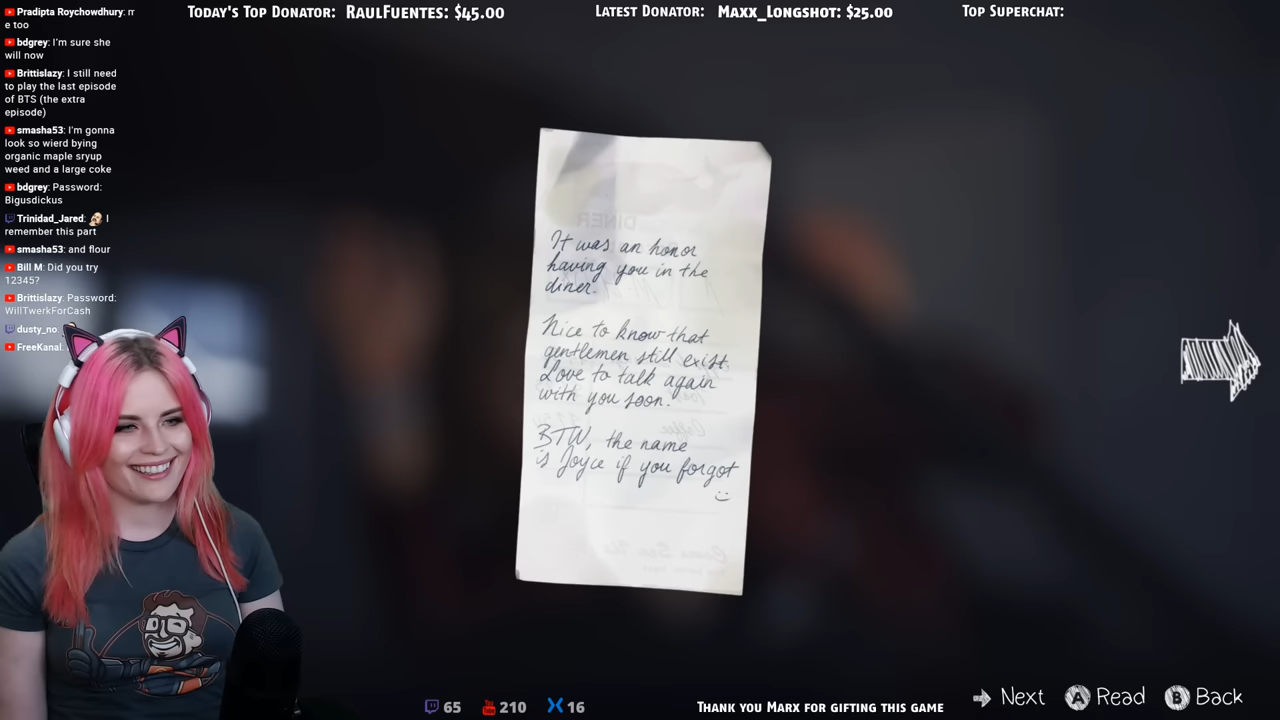 TODAY'S TOP DONATOR: RAULFUENTES: $45.00
LATEST DONATOR: MAXX_LONGSHOT: $25.00
TOP SUPERCHAT:
Pradipta Roychowdhury: m
e too
bdgrey: I'm sure she
will now
Brittislazy: I still need
to play the last episode
of BTS (the extra
episode)
smasha53: I'm gonna
look so wierd bying
organic maple sryup
weed and a large coke
bdgrey: Password:
Bigusdickus
Trinidad_Jared: I
remember this part
smasha53: and flour
Bill M: Did you try
12345?
Brittislazy: Password:
WillTwerkForCash
dusty_no
FreeKanal
DINER
It was an honor
having you in the
diner.
Nice to know that
gentlemen still exist.
Love to talk again
with you soon.
BTW, the name
is Joyce if you forgot
:)
Coffee
65
210
16
THANK YOU MARX FOR GIFTING THIS GAME
Next
A Read
B Back